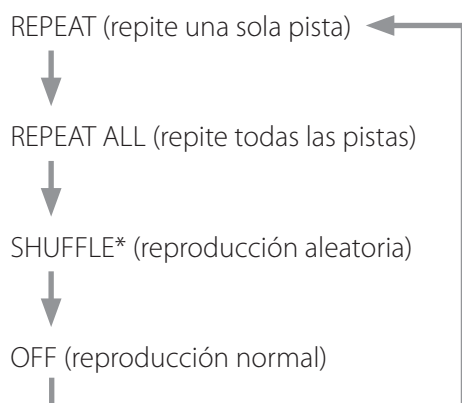 REPEAT (repite una sola pista)
REPEAT ALL (repite todas las pistas)
SHUFFLE* (reproducción aleatoria)
OFF (reproducción normal)